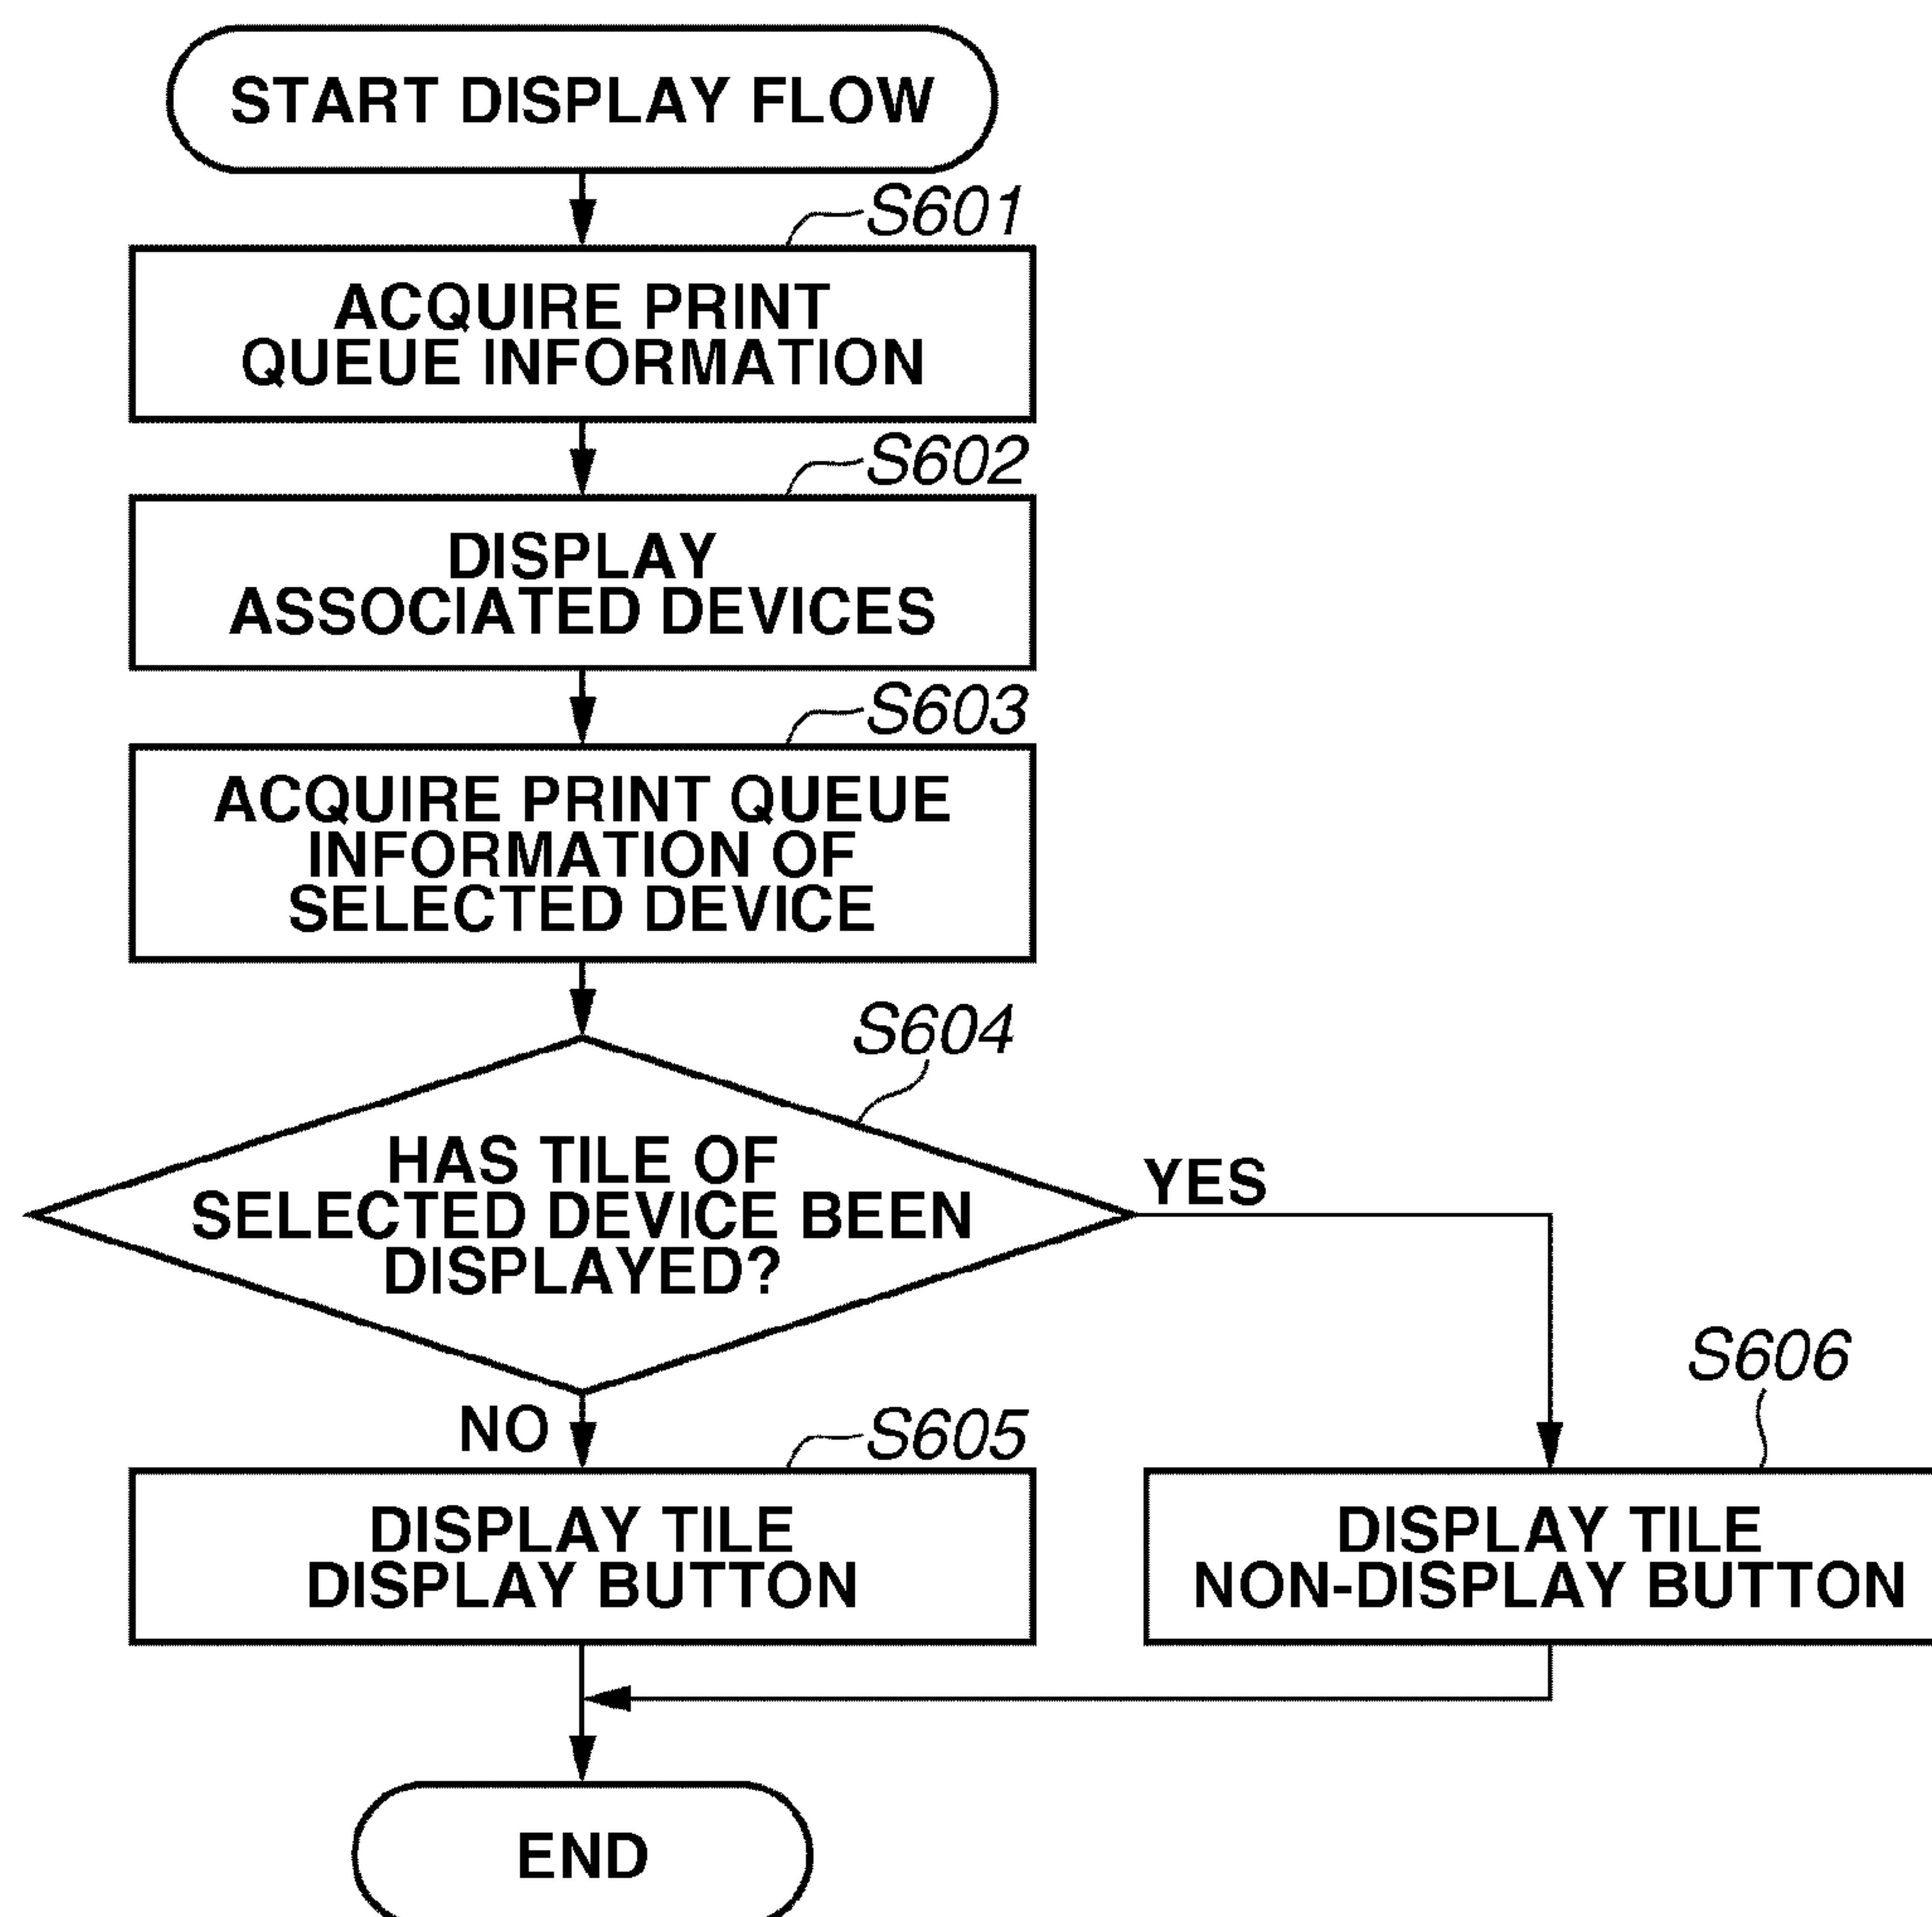 START DISPLAY FLOW
S601
ACQUIRE PRINT
QUEUE INFORMATION
S602
DISPLAY
ASSOCIATED DEVICES
S603
ACQUIRE PRINT QUEUE
INFORMATION OF
SELECTED DEVICE
S604
HAS TILE OF
SELECTED DEVICE BEEN
DISPLAYED?
YES
NO
S605
DISPLAY TILE
DISPLAY BUTTON
S606
DISPLAY TILE
NON-DISPLAY BUTTON
END